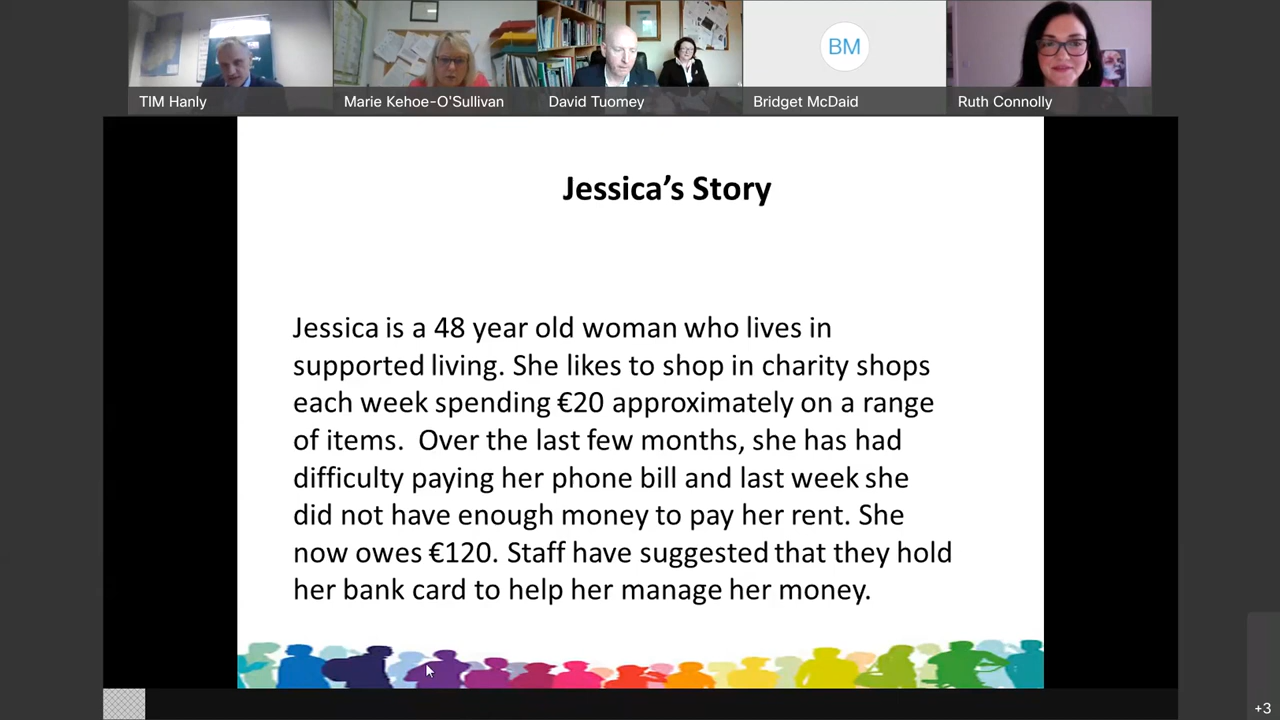 TIM Hanly
Marie Kehoe-O'Sullivan
David Tuomey
BM
Bridget McDaid
Ruth Connolly
Jessica’s Story
Jessica is a 48 year old woman who lives in
supported living. She likes to shop in charity shops
each week spending €20 approximately on a range
of items.  Over the last few months, she has had
difficulty paying her phone bill and last week she
did not have enough money to pay her rent. She
now owes €120. Staff have suggested that they hold
her bank card to help her manage her money.
+3